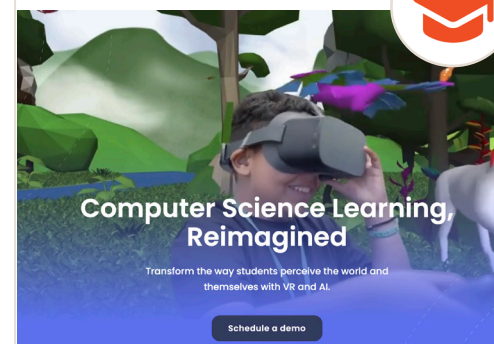 Computer Science Learning,
Reimagined
Transform the way students perceive the world and
themselves with VR and AI.
Schedule a demo